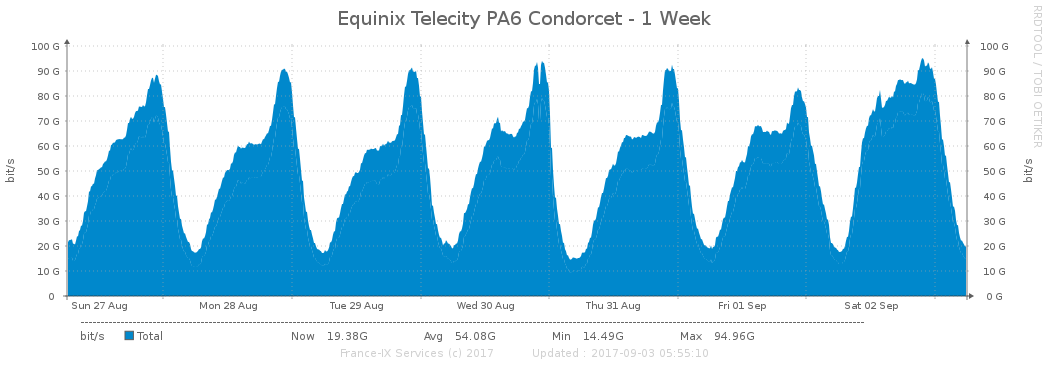 Equinix Telecity PA6 Condorcet - 1 Week
RRDTOOL / TOBI OETIKER
bit/s
100 G
90 G
80 G
70 G
60 G
50 G
40 G
30 G
20 G
10 G
0
100 G
90 G
80 G
70 G
60 G
50 G
40 G
30 G
20 G
10 G
0 G
bit/s
Sun 27 Aug Mon 28 Aug Tue 29 Aug Wed 30 Aug Thu 31 Aug Fri 01 Sep Sat 02 Sep
bit/s Total Now 19.38G Avg 54.08G Min 14.49G Max 94.96G
France-IX Services (c) 2017 Updated : 2017-09-03 05:55:10